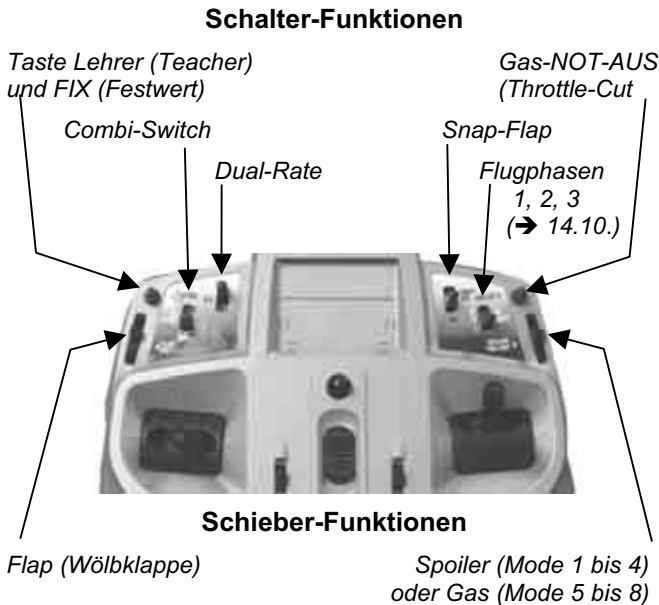 Schalter-Funktionen
Taste Lehrer (Teacher)
und FIX (Festwert)
Gas-NOT-AUS
(Throttle-Cut
Combi-Switch
Snap-Flap
Dual-Rate
Flugphasen
1, 2, 3
(➔ 14.10.)
Schieber-Funktionen
Flap (Wölbklappe)
Spoiler (Mode 1 bis 4)
oder Gas (Mode 5 bis 8)